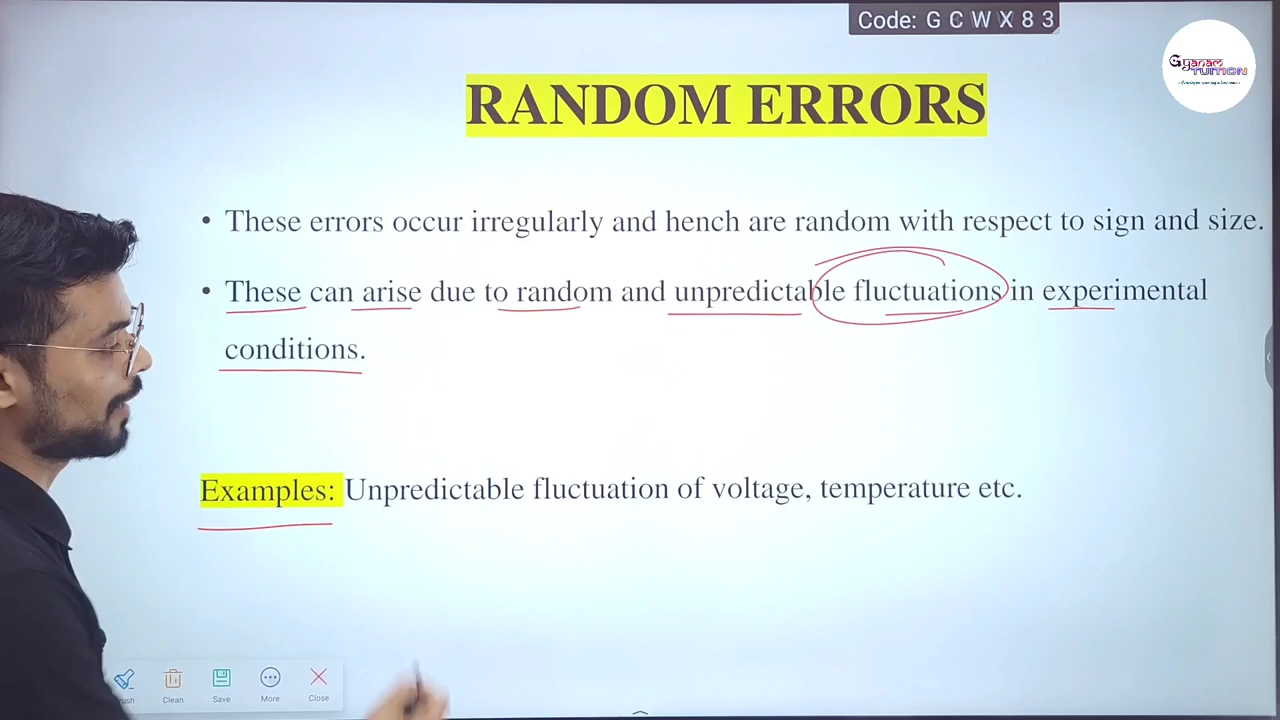 Code: G C W X 8 3
Gyanam
TUITION
RANDOM ERRORS
• These errors occur irregularly and hench are random with respect to sign and size.
• These can arise due to random and unpredictable fluctuations in experimental
conditions.
Examples: Unpredictable fluctuation of voltage, temperature etc.
Clean Save More Close